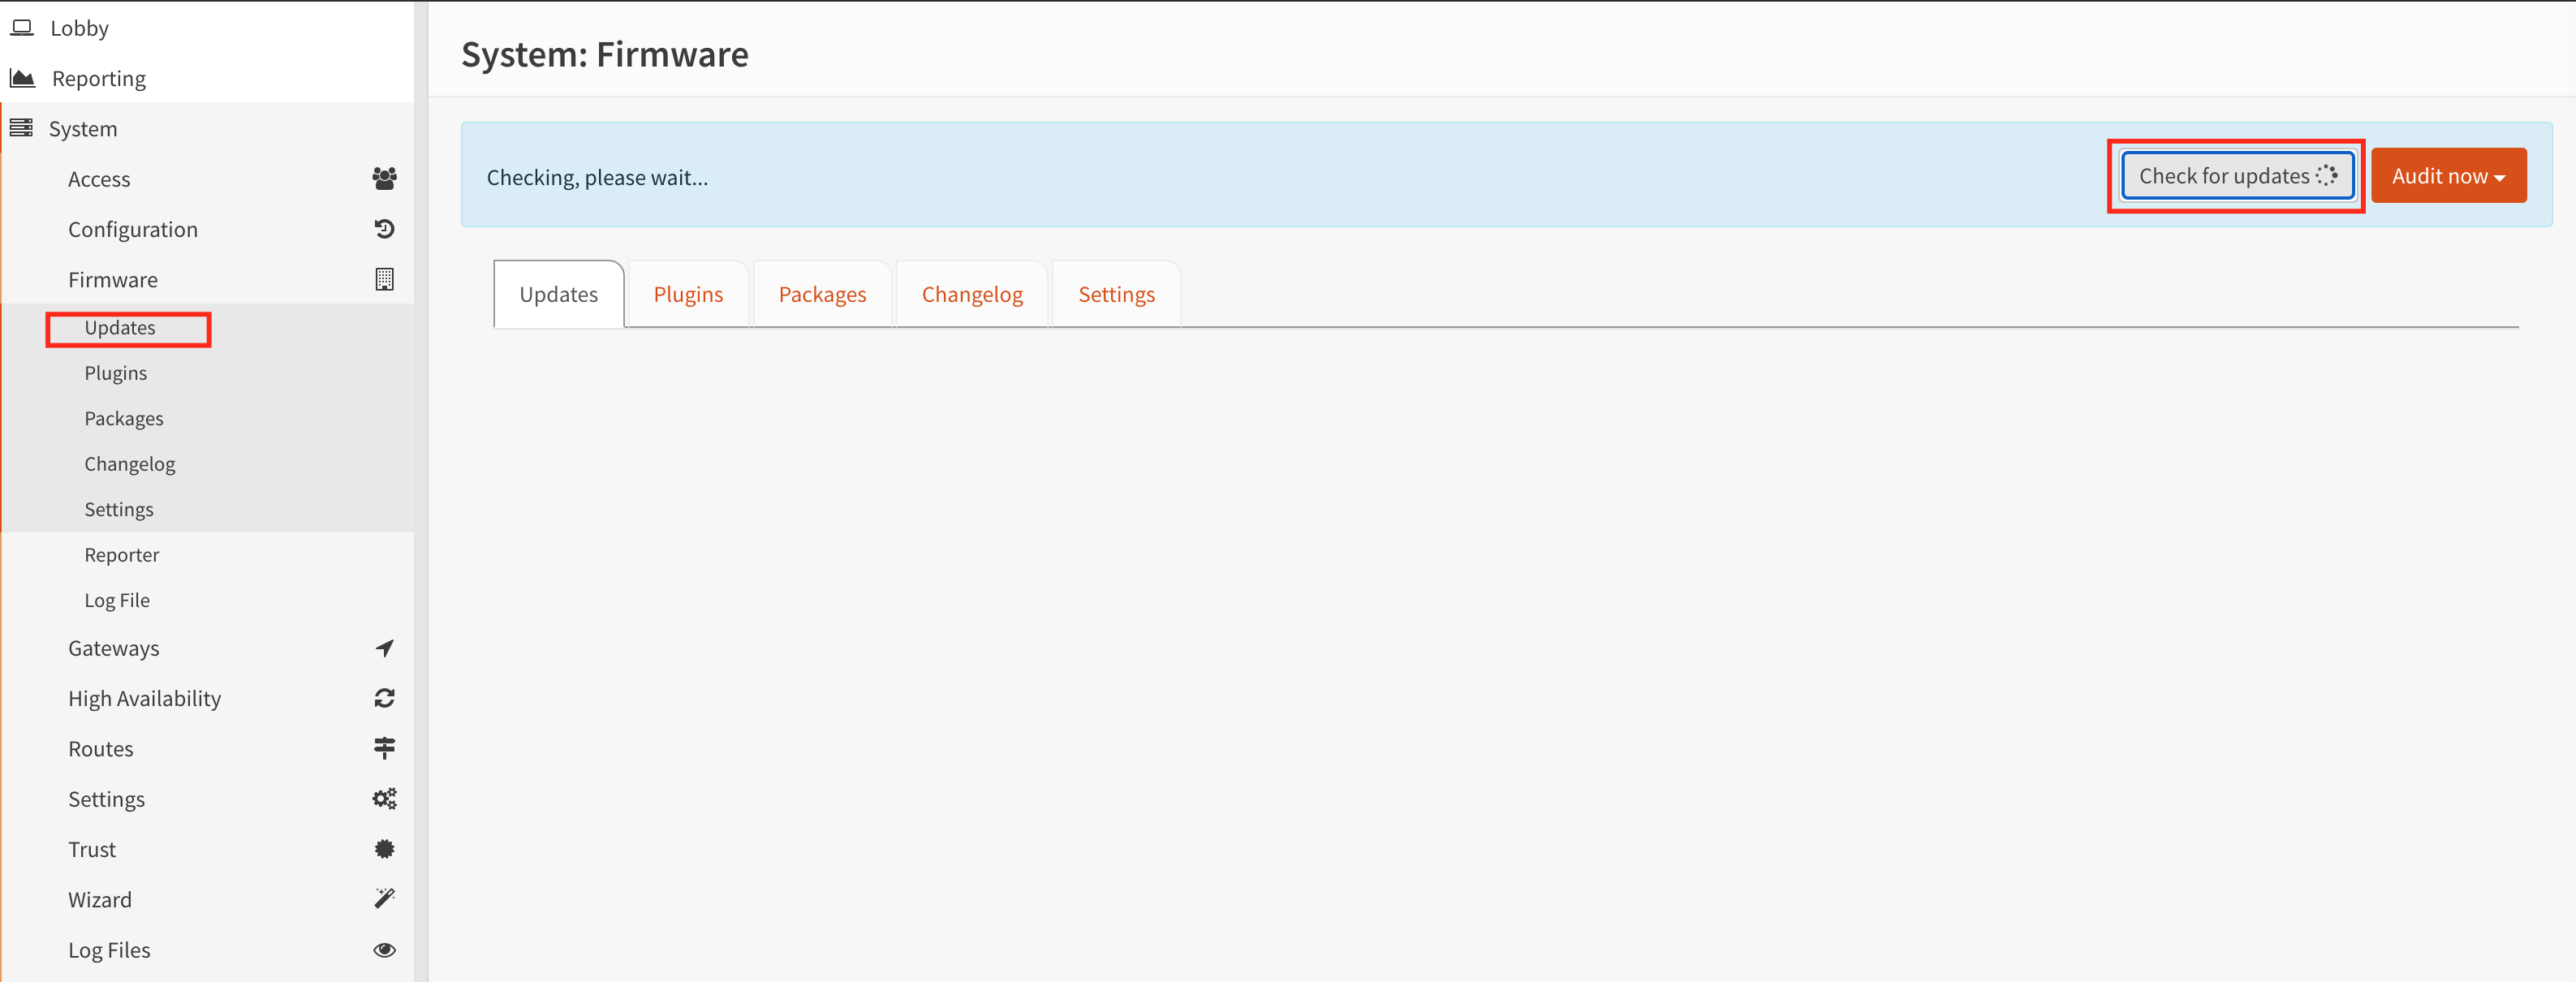 Lobby
Reporting
System
Access
Configuration
Firmware
Updates
Plugins
Packages
Changelog
Settings
Reporter
Log File
Gateways
High Availability
Routes
Settings
Trust
Wizard
Log Files
System: Firmware
Checking, please wait...
Check for updates
Audit now
Updates
Plugins
Packages
Changelog
Settings